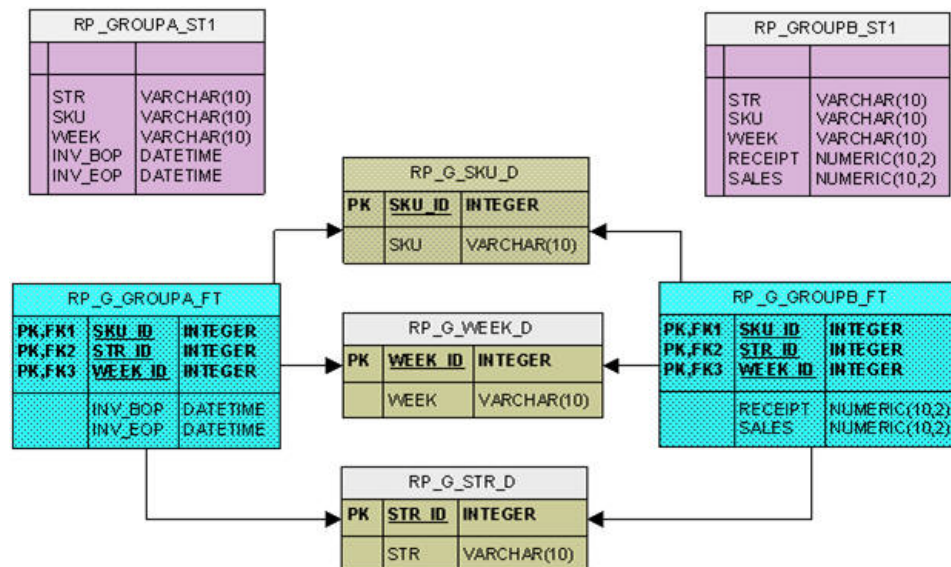 RP_GROUPA_ST1
STR VARCHAR(10)
SKU VARCHAR(10)
WEEK VARCHAR(10)
INV_BOP DATETIME
INV_EOP DATETIME
RP_GROUPB_ST1
STR VARCHAR(10)
SKU VARCHAR(10)
WEEK VARCHAR(10)
RECEIPT NUMERIC(10,2)
SALES NUMERIC(10,2)
RP_G_SKU_D
PK SKU_ID INTEGER
SKU VARCHAR(10)
RP_G_GROUPA_FT
PK,FK1 SKU_ID INTEGER
PK,FK2 STR_ID INTEGER
PK,FK3 WEEK_ID INTEGER
INV_BOP DATETIME
INV_EOP DATETIME
RP_G_WEEK_D
PK WEEK_ID INTEGER
WEEK VARCHAR(10)
RP_G_GROUPB_FT
PK,FK1 SKU_ID INTEGER
PK,FK2 STR_ID INTEGER
PK,FK3 WEEK_ID INTEGER
RECEIPT NUMERIC(10,2)
SALES NUMERIC(10,2)
RP_G_STR_D
PK STR_ID INTEGER
STR VARCHAR(10)